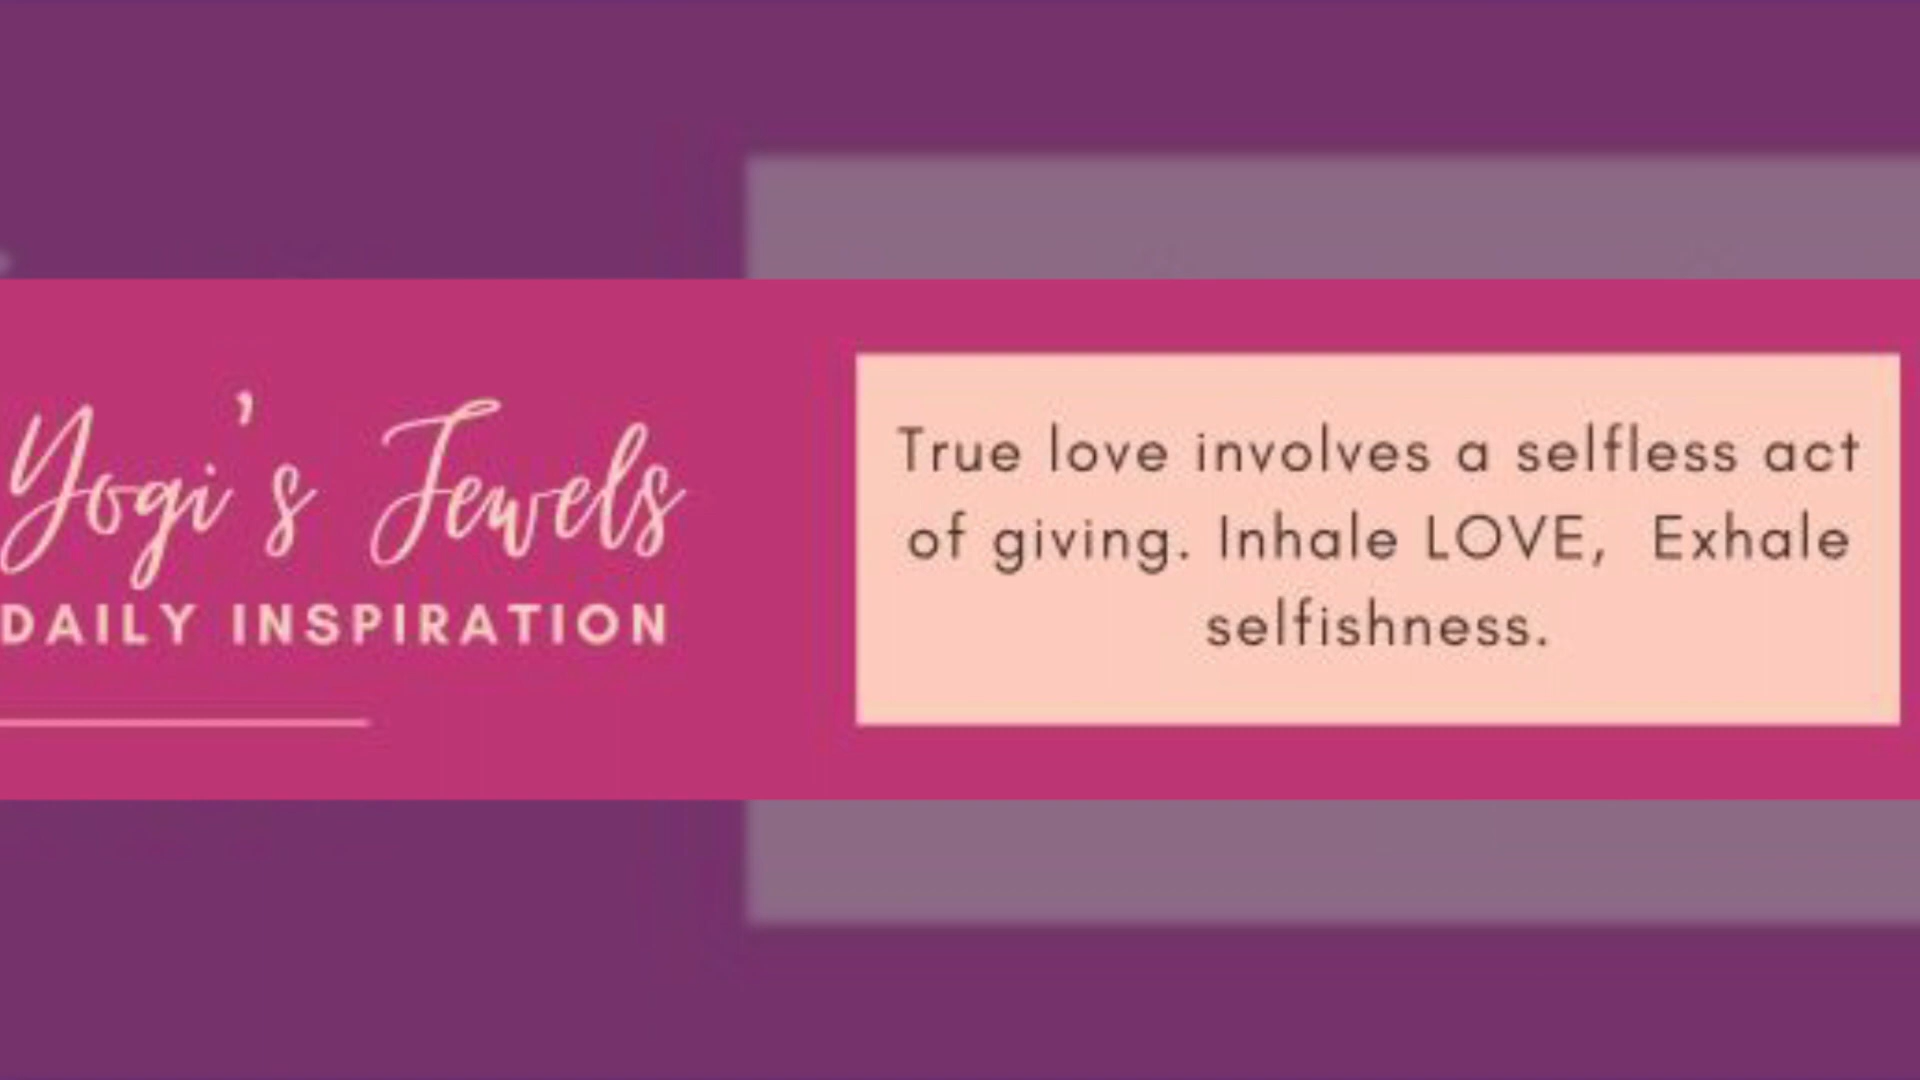 Yogi's Jewels
DAILY INSPIRATION
True love involves a selfless act
of giving. Inhale LOVE,  Exhale
selfishness.